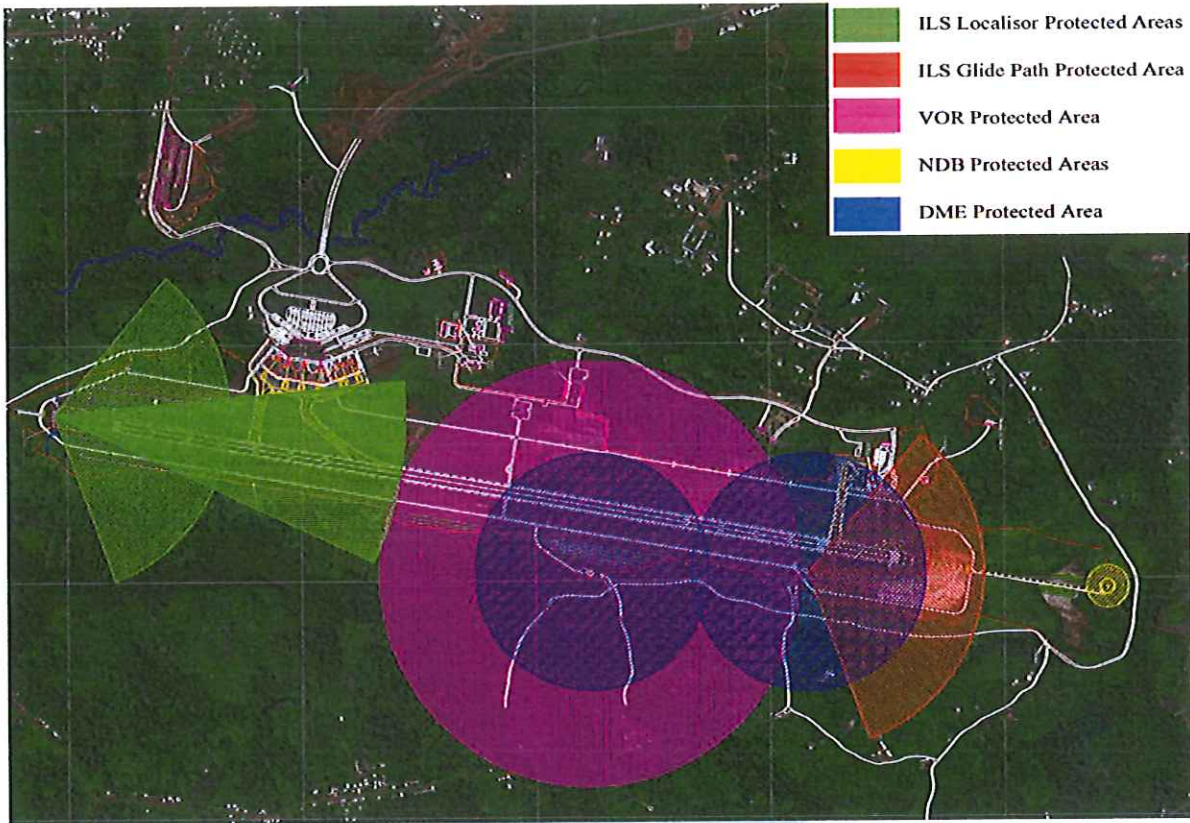 ILS Localisor Protected Areas
ILS Glide Path Protected Area
VOR Protected Area
NDB Protected Areas
DME Protected Area